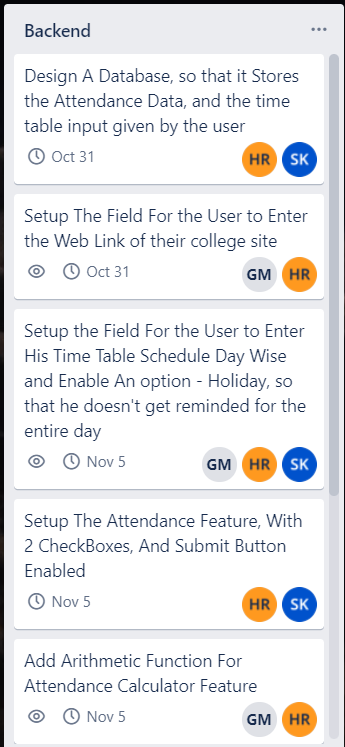 Backend
Design A Database, so that it Stores
the Attendance Data, and the time
table input given by the user
Oct 31 HR SK
Setup The Field For the User to Enter
the Web Link of their college site
Oct 31 GM HR
Setup the Field For the User to Enter
His Time Table Schedule Day Wise
and Enable An option - Holiday, so
that he doesn't get reminded for the
entire day
Nov 5 GM HR SK
Setup The Attendance Feature, With
2 CheckBoxes, And Submit Button
Enabled
Nov 5 HR SK
Add Arithmetic Function For
Attendance Calculator Feature
Nov 5 GM HR